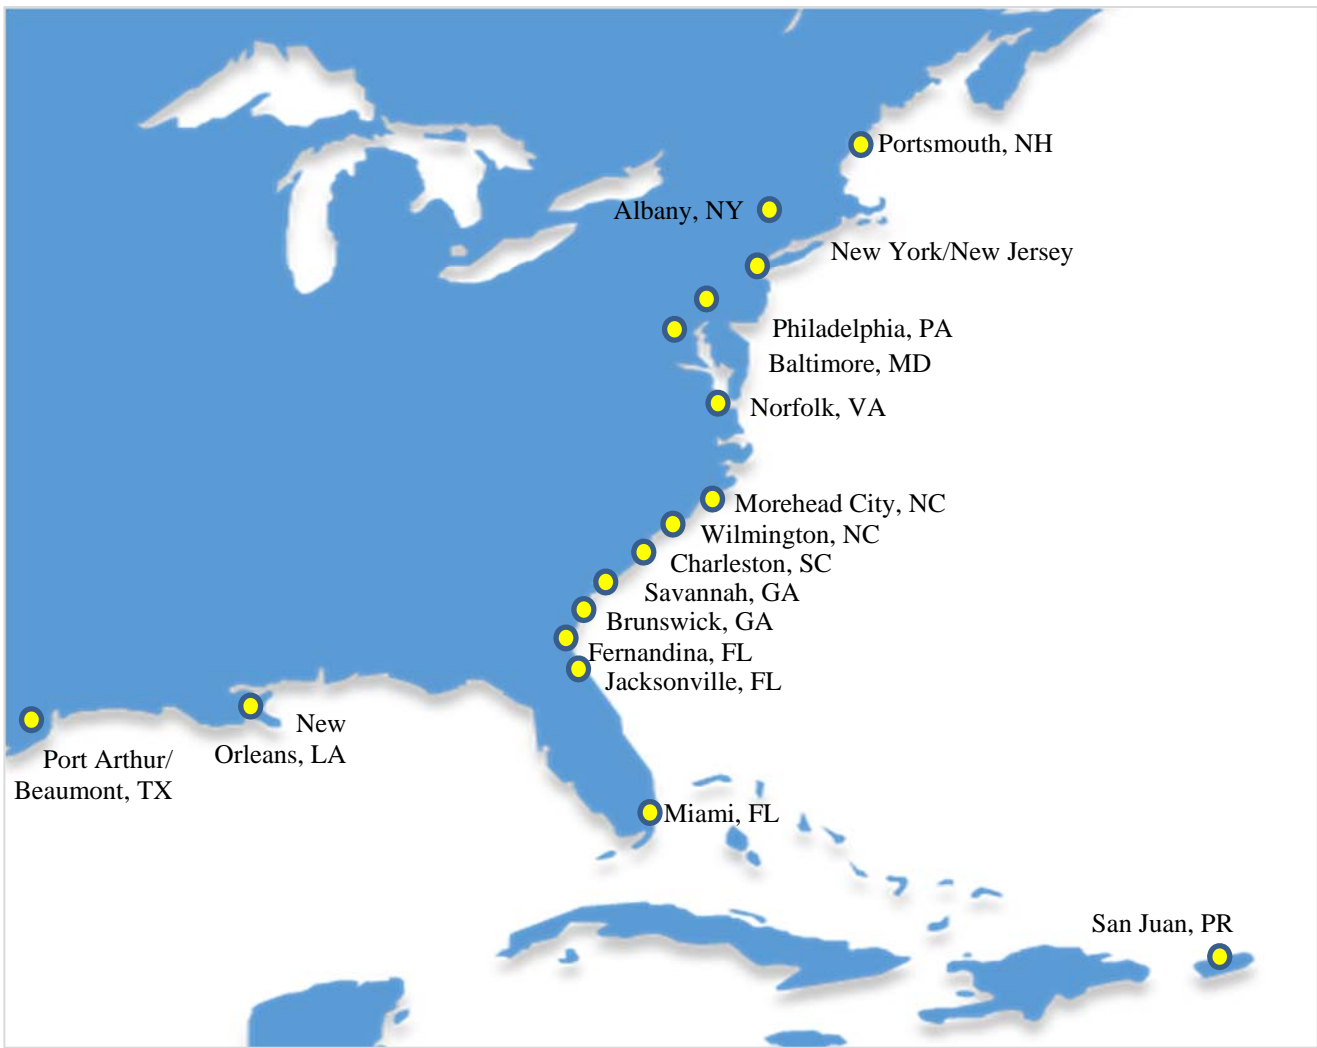 Portsmouth, NH
Albany, NY
New York/New Jersey
Philadelphia, PA
Baltimore, MD
Norfolk, VA
Morehead City, NC
Wilmington, NC
Charleston, SC
Savannah, GA
Brunswick, GA
Fernandina, FL
Jacksonville, FL
New
Orleans, LA
Port Arthur/
Beaumont, TX
Miami, FL
San Juan, PR